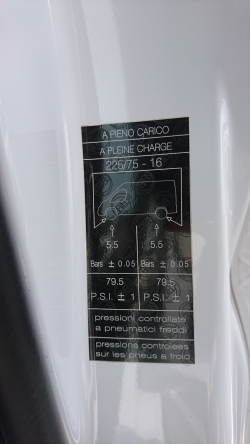 A PIENO CARICO
A PLEINE CHARGE
225/75 - 16
5.5 5.5
Bars ± 0.05 Bars ± 0.05
79.5 79.5
P.S.I. ± 1 P.S.I. ± 1
pressioni controllate
a pneumatici freddi
pressions controlees
sur les pneus a froid